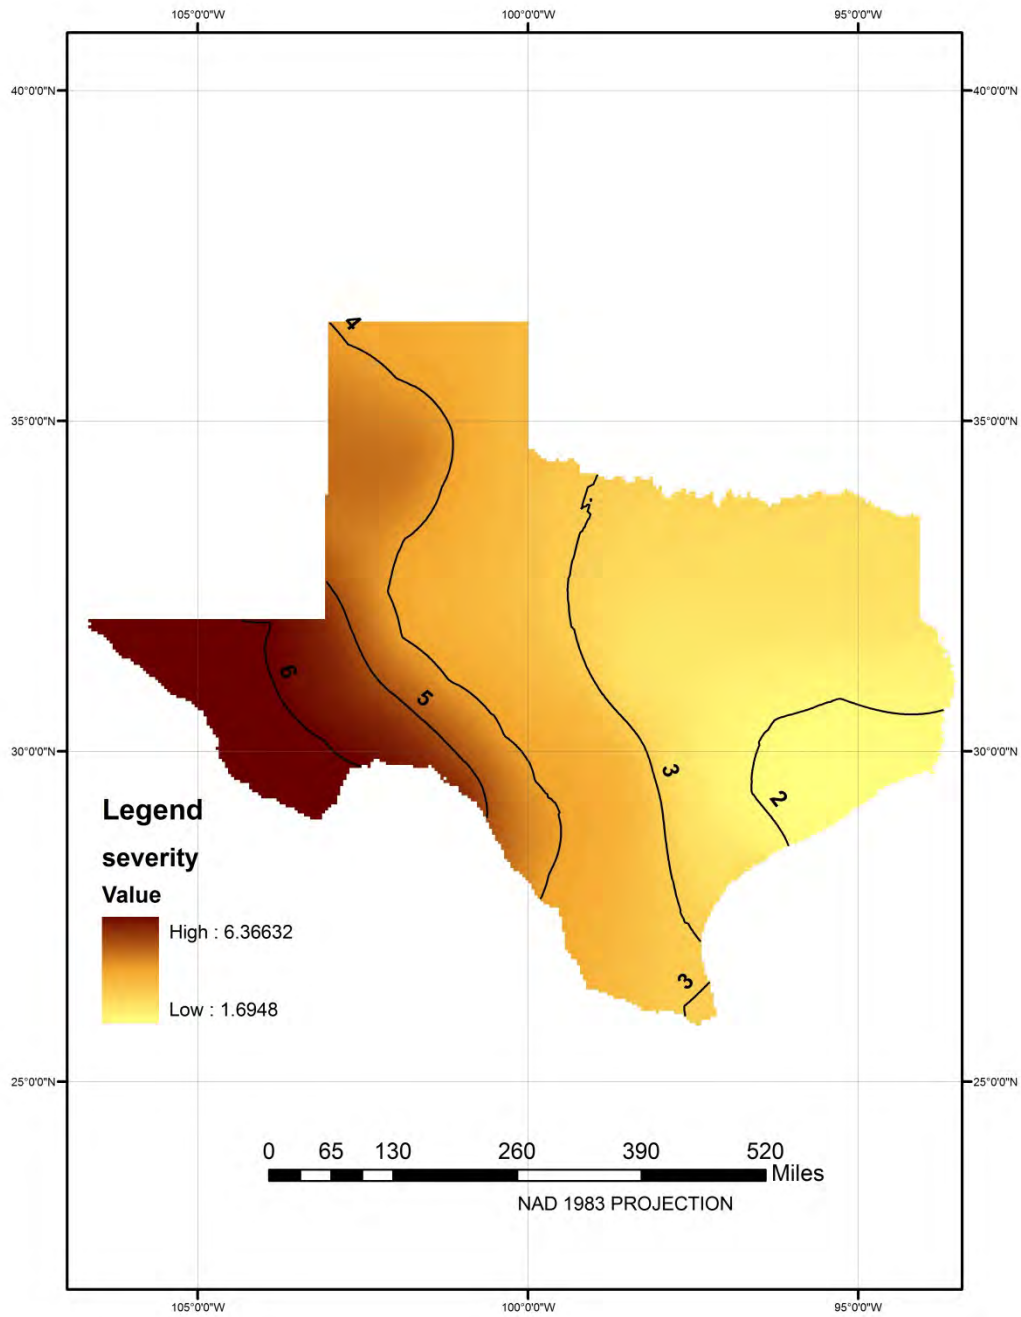 105°0'0"W 100°0'0"W 95°0'0"W
40°0'0"N 40°0'0"N
4
35°0'0"N 35°0'0"N
6
5
30°0'0"N 30°0'0"N
3
2
Legend
severity
Value
High : 6.36632
Low : 1.6948
3
25°0'0"N 25°0'0"N
0 65 130 260 390 520
Miles
NAD 1983 PROJECTION
105°0'0"W 100°0'0"W 95°0'0"W